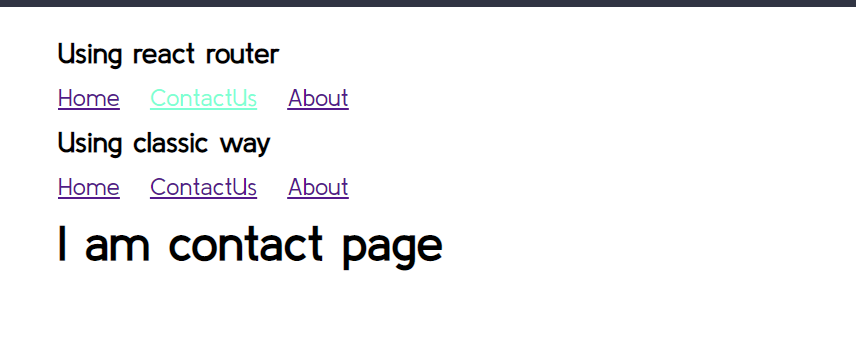 Using react router
Home ContactUs About
Using classic way
Home ContactUs About
I am contact page